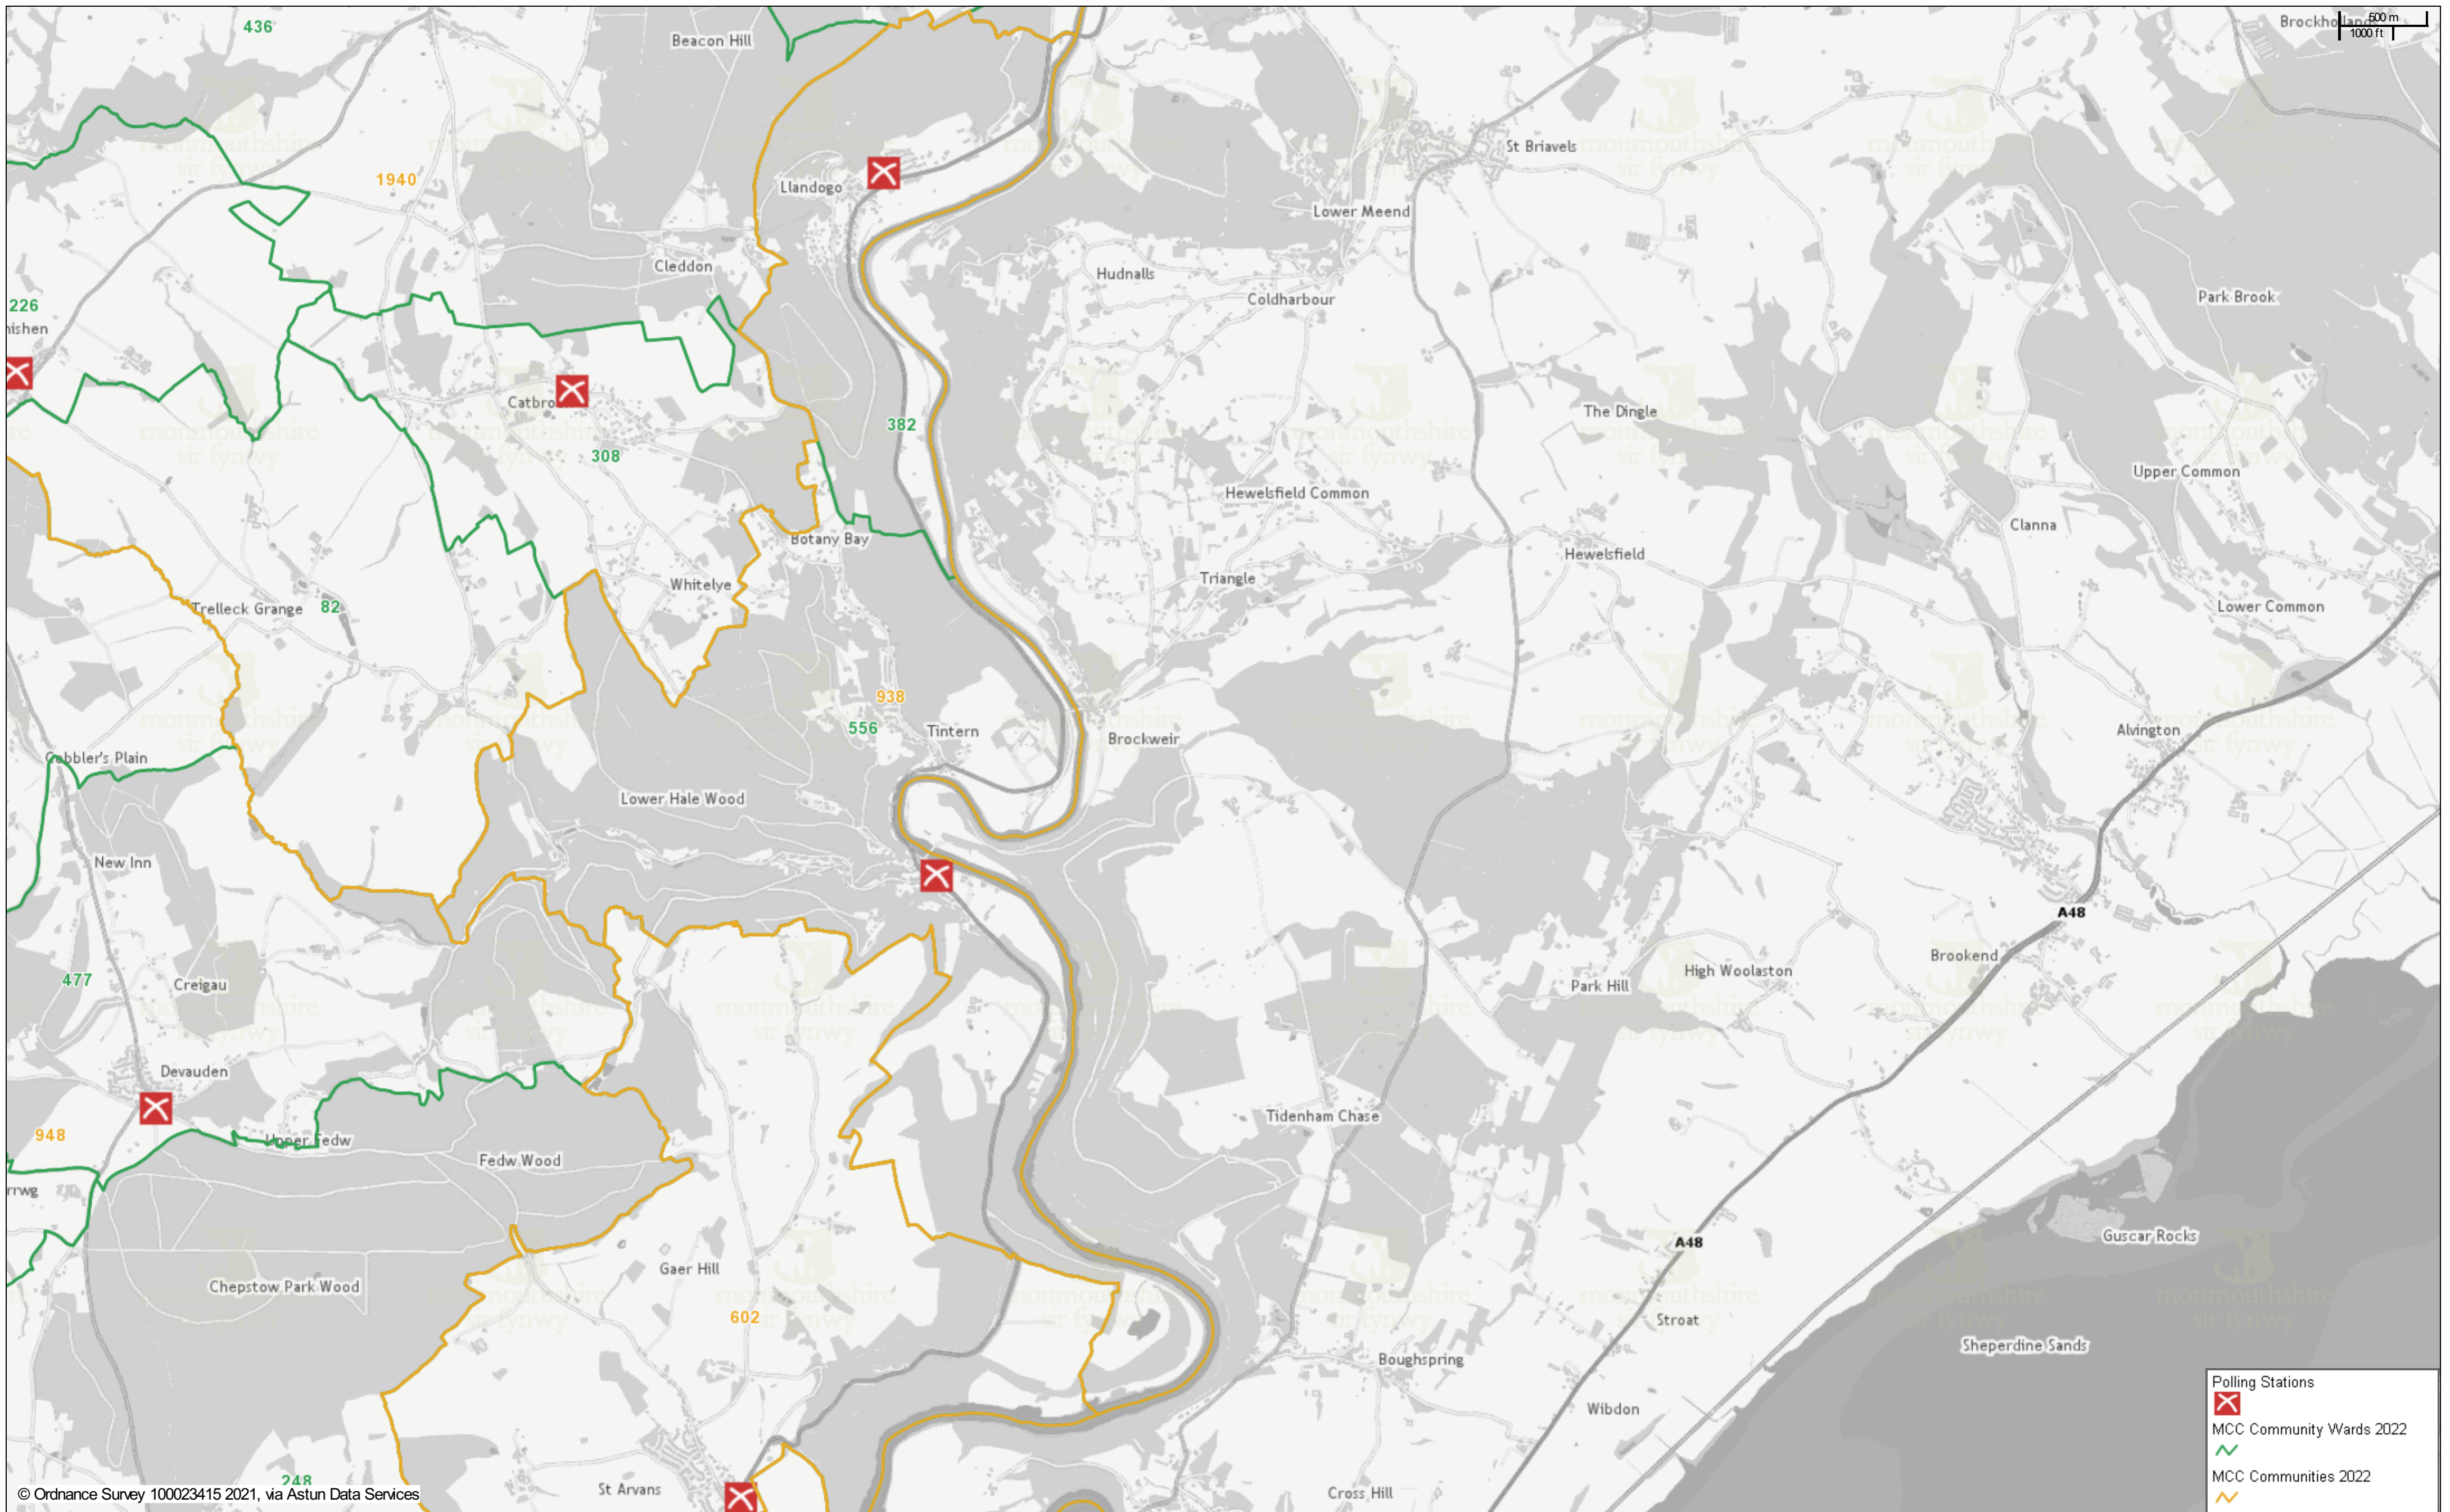 436
Beacon Hill
500 m
1000 ft
St Briavels
1940
Llandogo
Lower Meend
Cleddon
Hudnalls
Coldharbour
Park Brook
226
The Dingle
382
308
Upper Common
Hewelsfield Common
Clanna
Botany Bay
Hewelsfield
Whitelye
Triangle
Trelleck Grange
82
Lower Common
938
556
Tintern
Brockweir
Alvington
Cobbler's Plain
Lower Hale Wood
New Inn
A48
Brookend
477
Creigau
Park Hill
High Woolaston
Devauden
Tidenham Chase
948
Upper Fedw
Fedw Wood
Guscar Rocks
A48
Gaer Hill
Chepstow Park Wood
602
Stroat
Sheperdine Sands
Boughspring
Wibdon
248
St Arvans
Cross Hill
© Ordnance Survey 100023415 2021, via Astun Data Services
Polling Stations
MCC Community Wards 2022
MCC Communities 2022
monmouthshire
sir fynwy